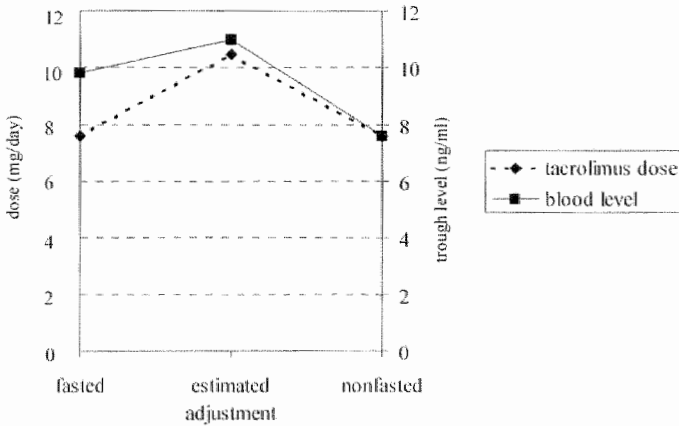 12
10
8
6
4
2
0
dose (mg/day)
12
10
8
6
4
2
0
trough level (ng/ml)
fasted
estimated
adjustment
nonfasted
tacrolimus dose
blood level